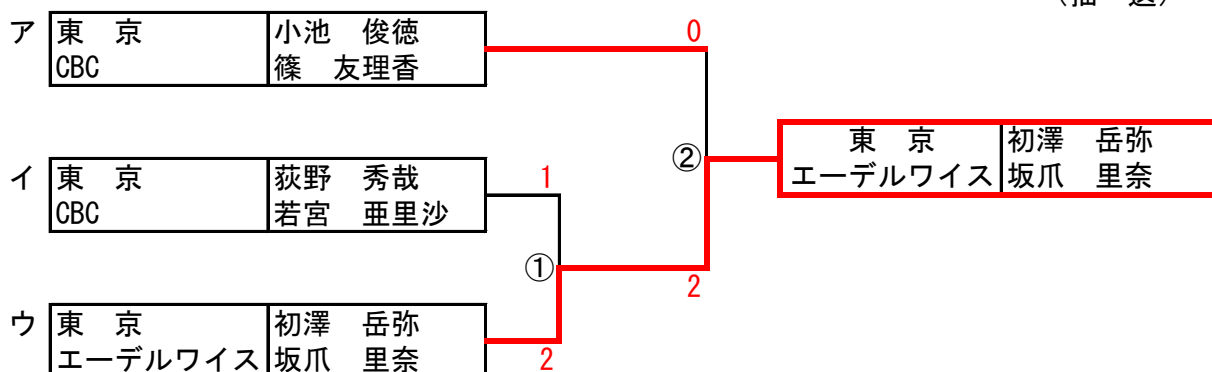 (抽 選)
ア 東 京 小池 俊徳 0
CBC 篠 友理香
東 京 初澤 岳弥
② エーデルワイス 坂爪 里奈
イ 東 京 荻野 秀哉 1
CBC 若宮 亜里沙
①
2
ウ 東 京 初澤 岳弥
エーデルワイス 坂爪 里奈 2